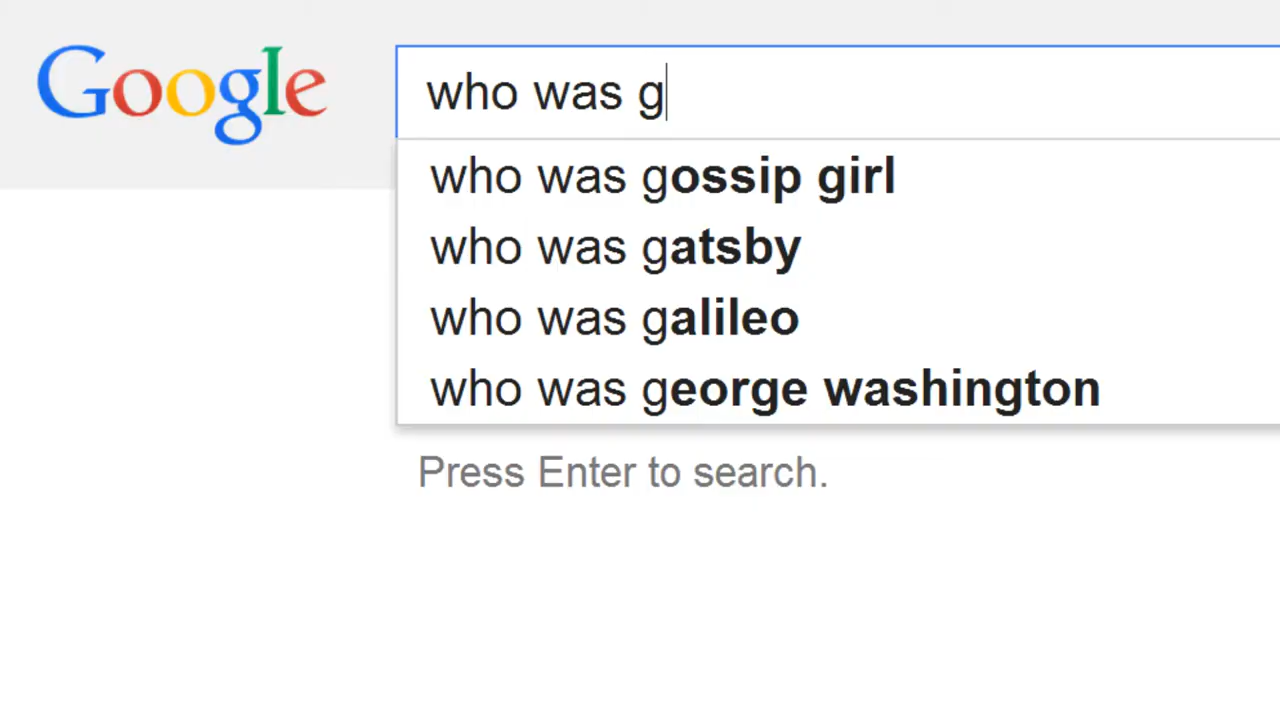 Google
who was g
who was gossip girl
who was gatsby
who was galileo
who was george washington
Press Enter to search.